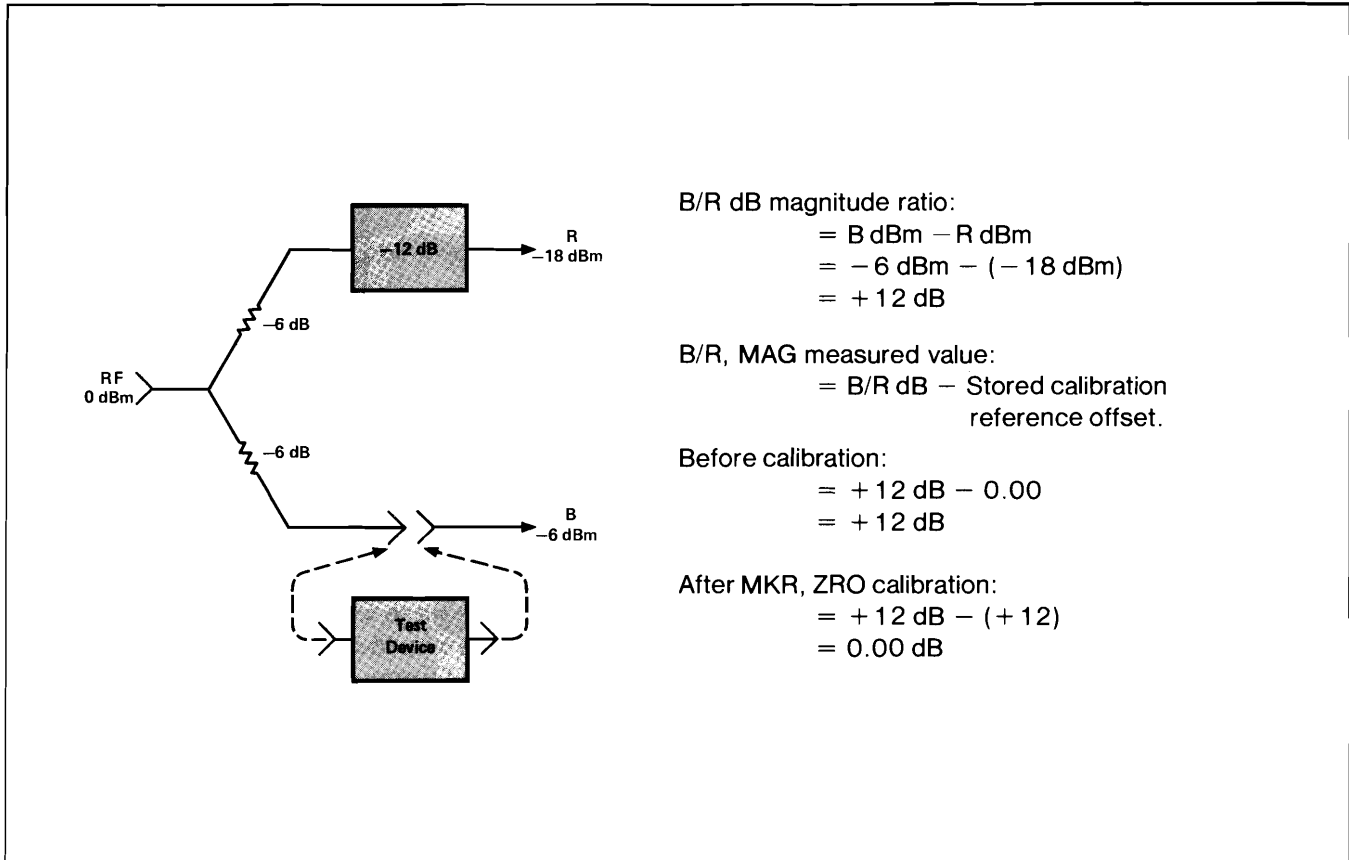 -12 dB
R
-18 dBm
-6 dB
RF
0 dBm
-6 dB
B
-6 dBm
Test
Device
B/R dB magnitude ratio:
= B dBm − R dBm
= −6 dBm − (−18 dBm)
= +12 dB
B/R, MAG measured value:
= B/R dB − Stored calibration
reference offset.
Before calibration:
= +12 dB − 0.00
= +12 dB
After MKR, ZRO calibration:
= +12 dB − (+12)
= 0.00 dB